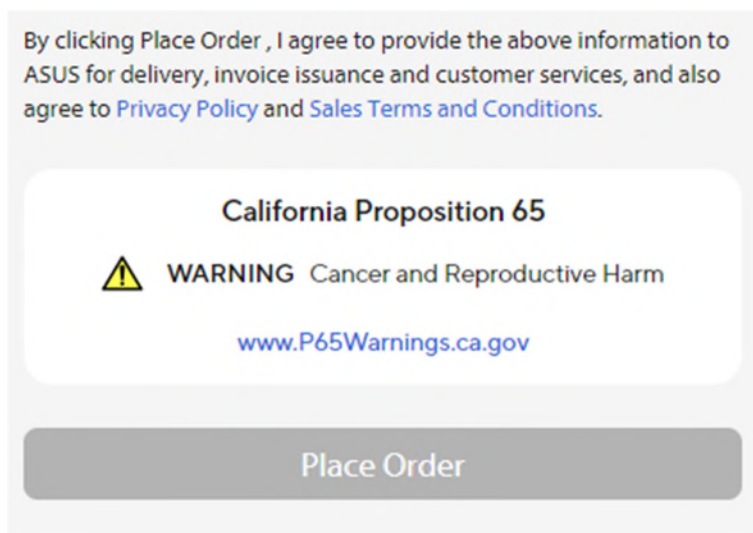 By clicking Place Order , I agree to provide the above information to
ASUS for delivery, invoice issuance and customer services, and also
agree to Privacy Policy and Sales Terms and Conditions.
California Proposition 65
WARNING Cancer and Reproductive Harm
www.P65Warnings.ca.gov
Place Order